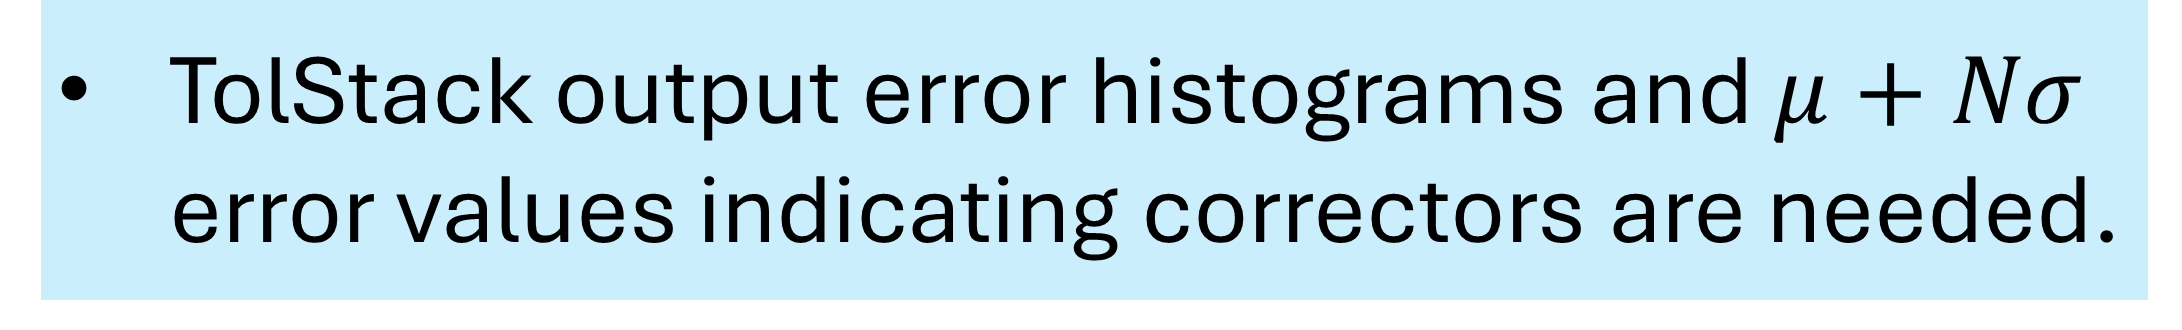 • TolStack output error histograms and 𝜇 + 𝑁𝜎
error values indicating correctors are needed.